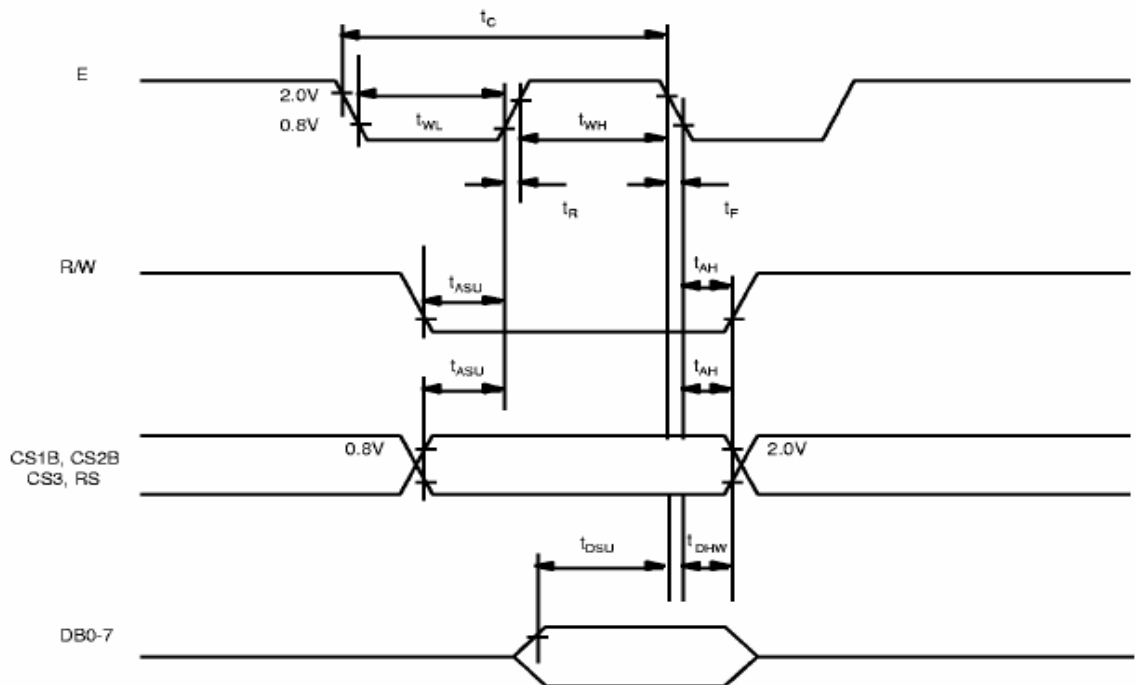 tC
E
2.0V
0.8V
tWL
tWH
tR
tF
R/W
tASU
tAH
tASU
tAH
CS1B, CS2B
CS3, RS
0.8V
2.0V
tDSU
tDHW
DB0-7